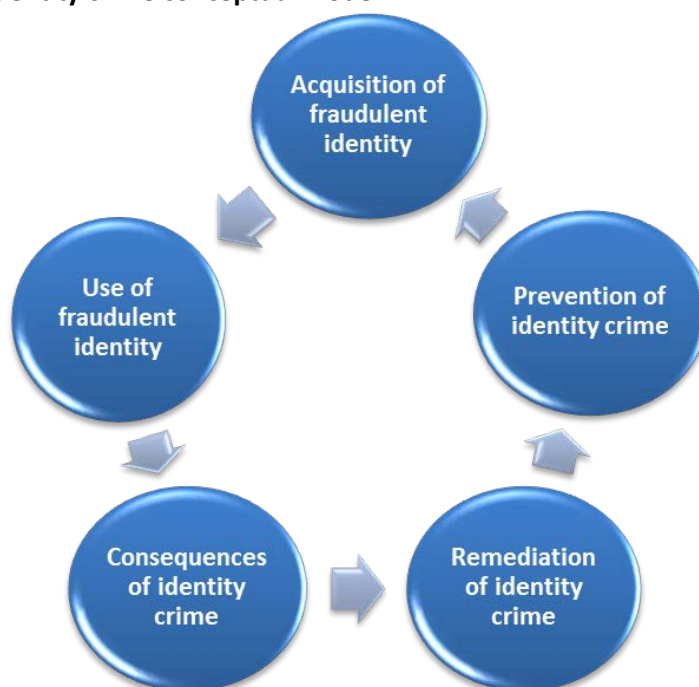 Acquisition of
fraudulent
identity
Use of
fraudulent
identity
Prevention of
identity crime
Consequences
of identity
crime
Remediation
of identity
crime